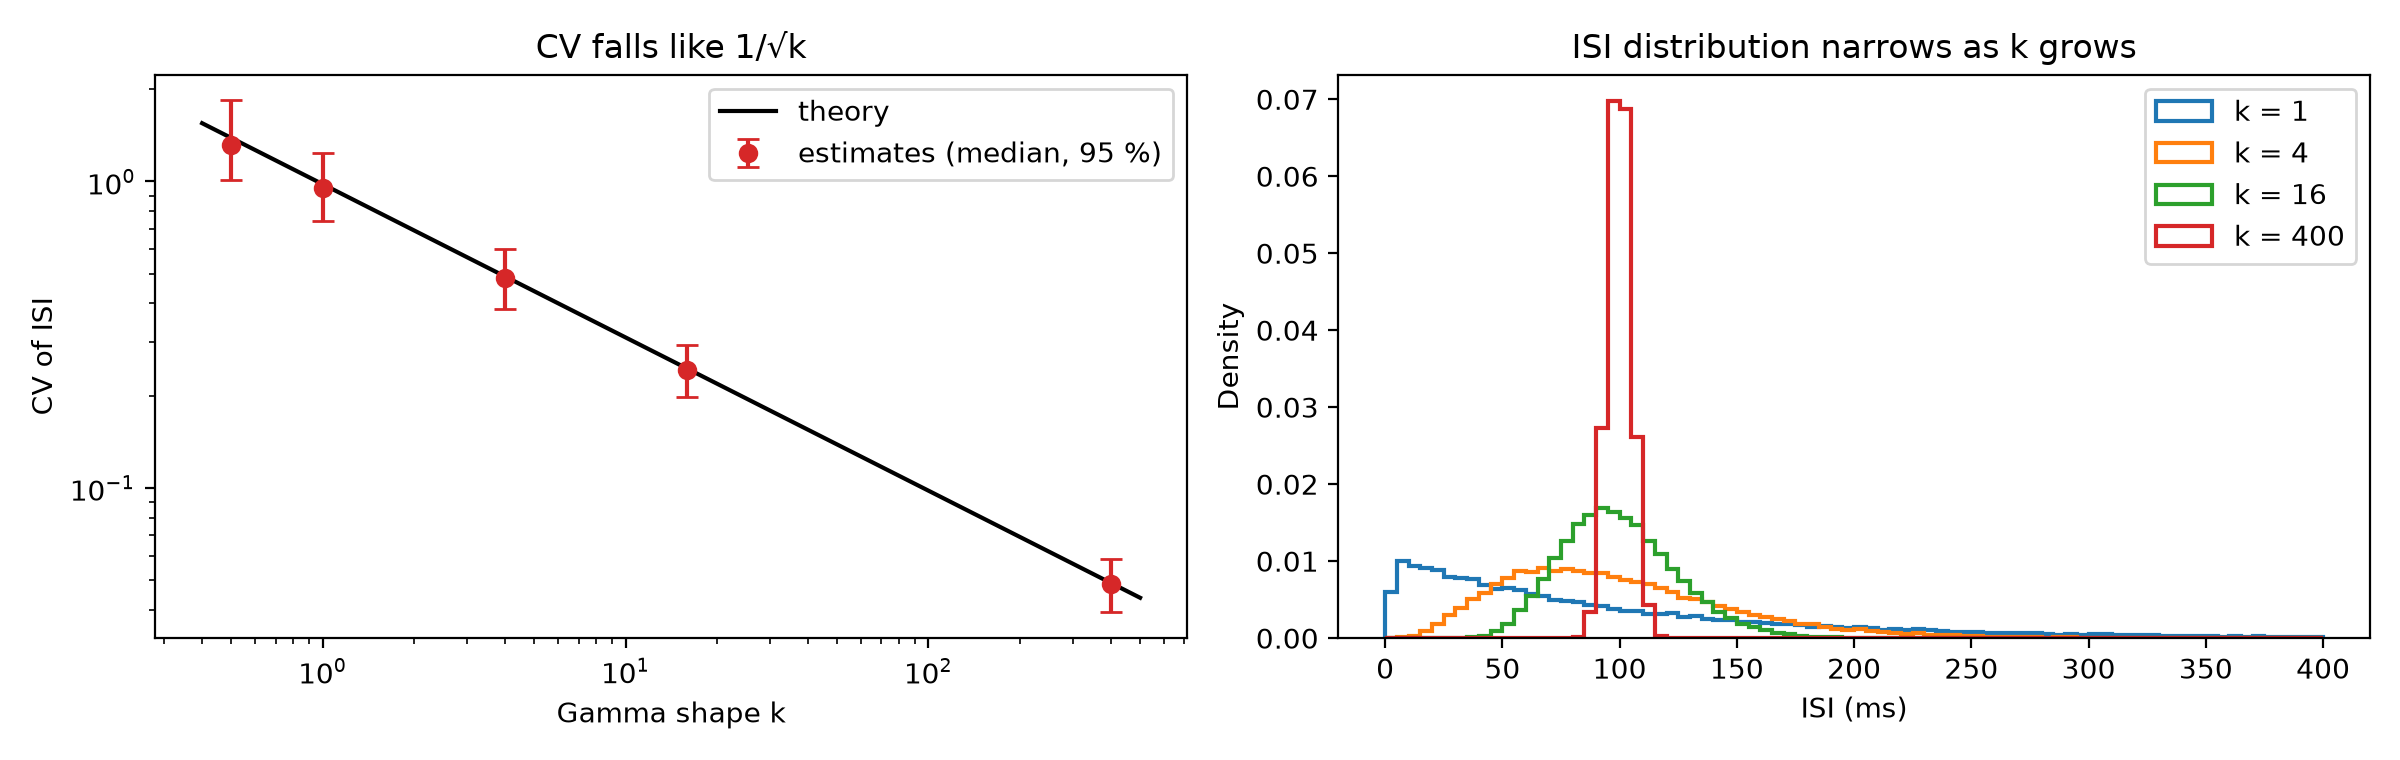 CV falls like 1/√k
theory
estimates (median, 95 %)
10⁰
10⁻¹
CV of ISI
10⁰ 10¹ 10²
Gamma shape k
ISI distribution narrows as k grows
k = 1
k = 4
k = 16
k = 400
0.07
0.06
0.05
0.04
0.03
0.02
0.01
0.00
Density
0 50 100 150 200 250 300 350 400
ISI (ms)